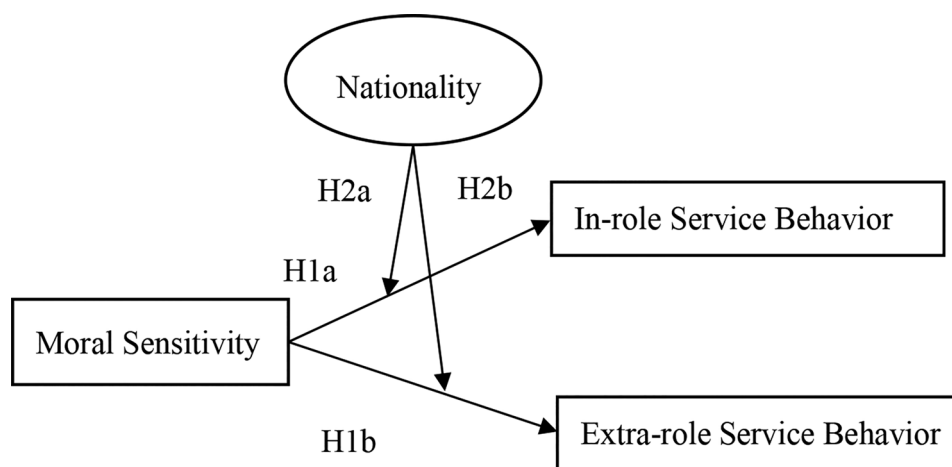 Nationality
H2a
H2b
In-role Service Behavior
H1a
Moral Sensitivity
H1b
Extra-role Service Behavior